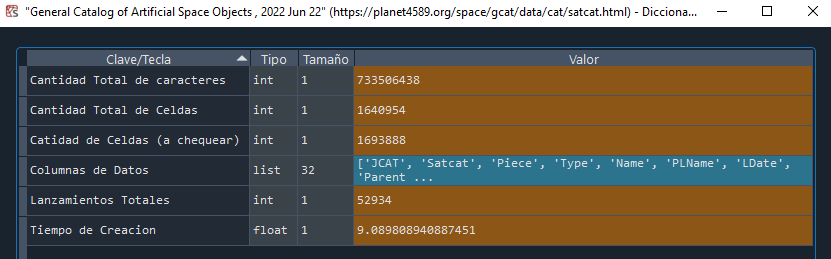 "General Catalog of Artificial Space Objects , 2022 Jun 22" (https://planet4589.org/space/gcat/data/cat/satcat.html) - Dicciona...
Clave/Tecla Tipo Tamaño Valor
Cantidad Total de caracteres int 1 733506438
Cantidad Total de Celdas int 1 1640954
Catidad de Celdas (a chequear) int 1 1693888
Columnas de Datos list 32 ['JCAT', 'Satcat', 'Piece', 'Type', 'Name', 'PLName', 'LDate',
'Parent ...
Lanzamientos Totales int 1 52934
Tiempo de Creacion float 1 9.089808940887451